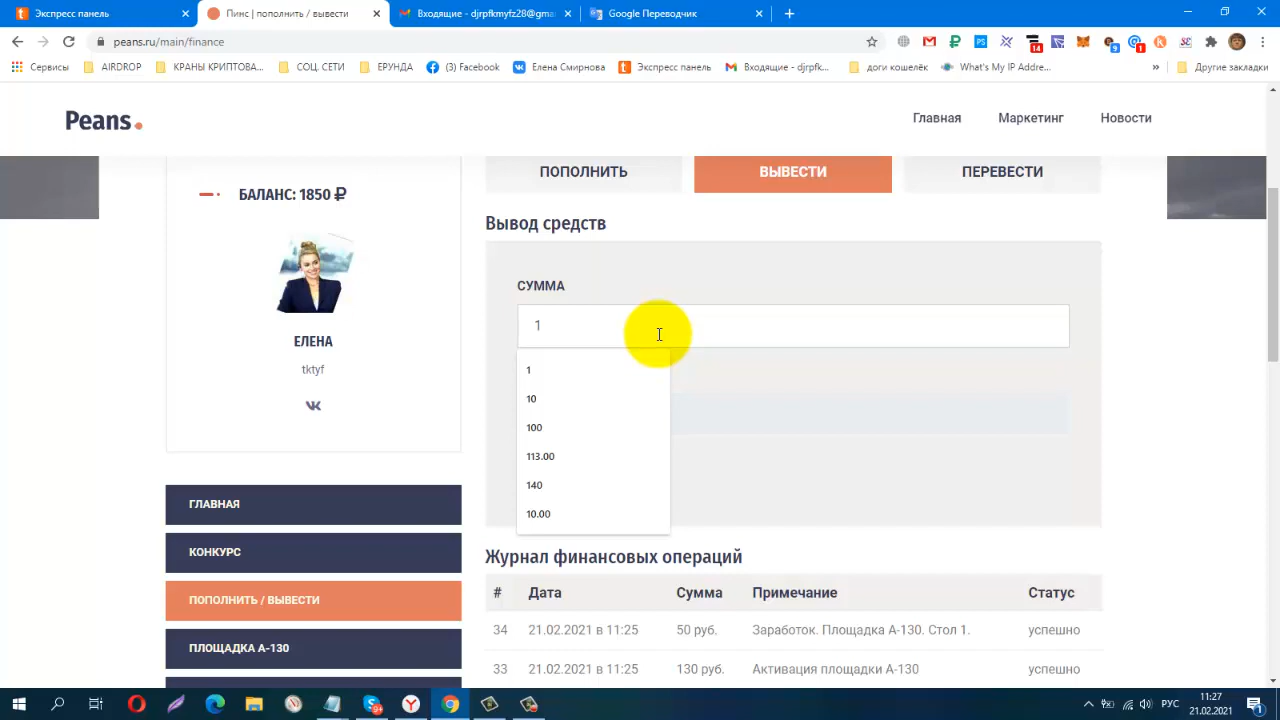 Экспресс панель
Пинс | пополнить / вывести
Входящие - djrpfkmyfz28@gma
Google Переводчик
peans.ru/main/finance
14
9
1
Сервисы
AIRDROP
КРАНЫ КРИПТОВА...
СОЦ. СЕТИ
ЕРУНДА
(3) Facebook
Елена Смирнова
Экспресс панель
Входящие - djrpfk...
доги кошелёк
What's My IP Addre...
»
Другие закладки
Peans.
Главная
Маркетинг
Новости
БАЛАНС: 1850 ₽
ЕЛЕНА
tktyf
ГЛАВНАЯ
КОНКУРС
ПОПОЛНИТЬ / ВЫВЕСТИ
ПЛОЩАДКА А-130
ПОПОЛНИТЬ
ВЫВЕСТИ
ПЕРЕВЕСТИ
Вывод средств
СУММА
1
1
10
100
113.00
140
10.00
Журнал финансовых операций
# Дата Сумма Примечание Статус
34 21.02.2021 в 11:25 50 руб. Заработок. Площадка А-130. Стол 1. успешно
33 21.02.2021 в 11:25 130 руб. Активация площадки А-130 успешно
РУС
11:27
21.02.2021